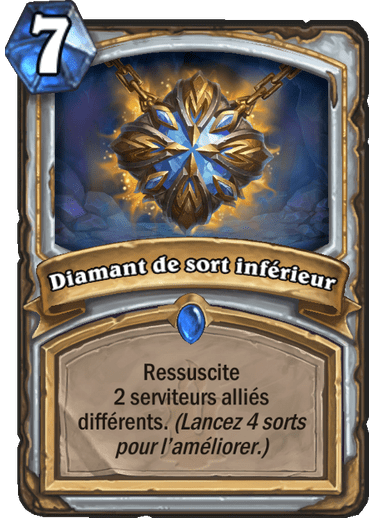 7
Diamant de sort inférieur
Ressuscite
2 serviteurs alliés
différents. (Lancez 4 sorts
pour l'améliorer.)